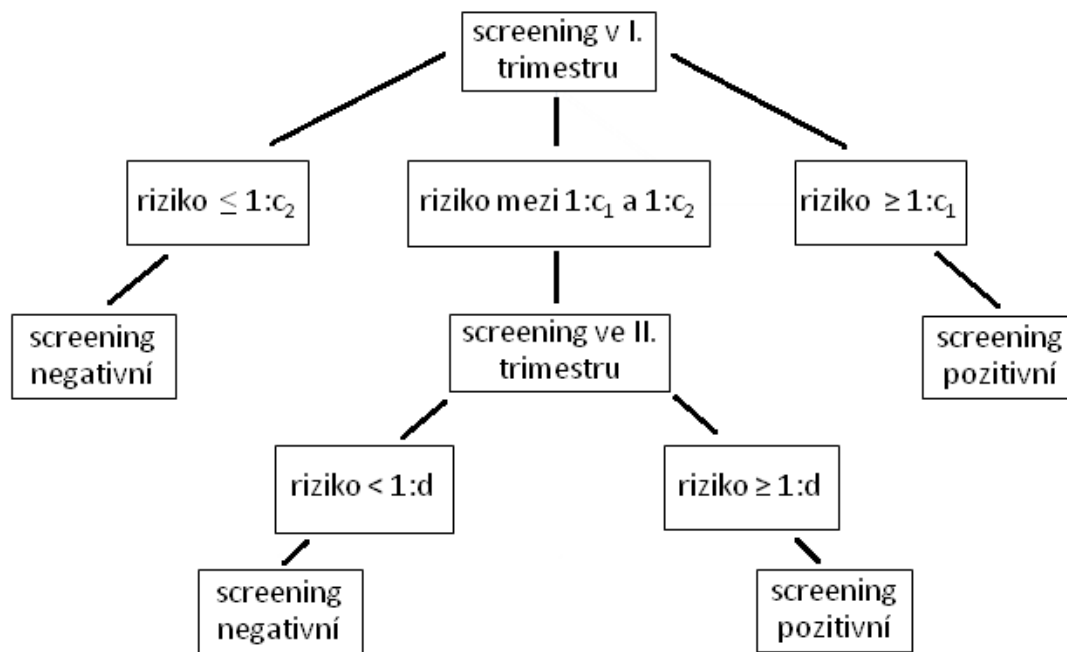 screening v I.
trimestru
riziko ≤ 1:c₂
riziko mezi 1:c₁ a 1:c₂
riziko ≥ 1:c₁
screening
negativní
screening ve II.
trimestru
screening
pozitivní
riziko < 1:d
riziko ≥ 1:d
screening
negativní
screening
pozitivní